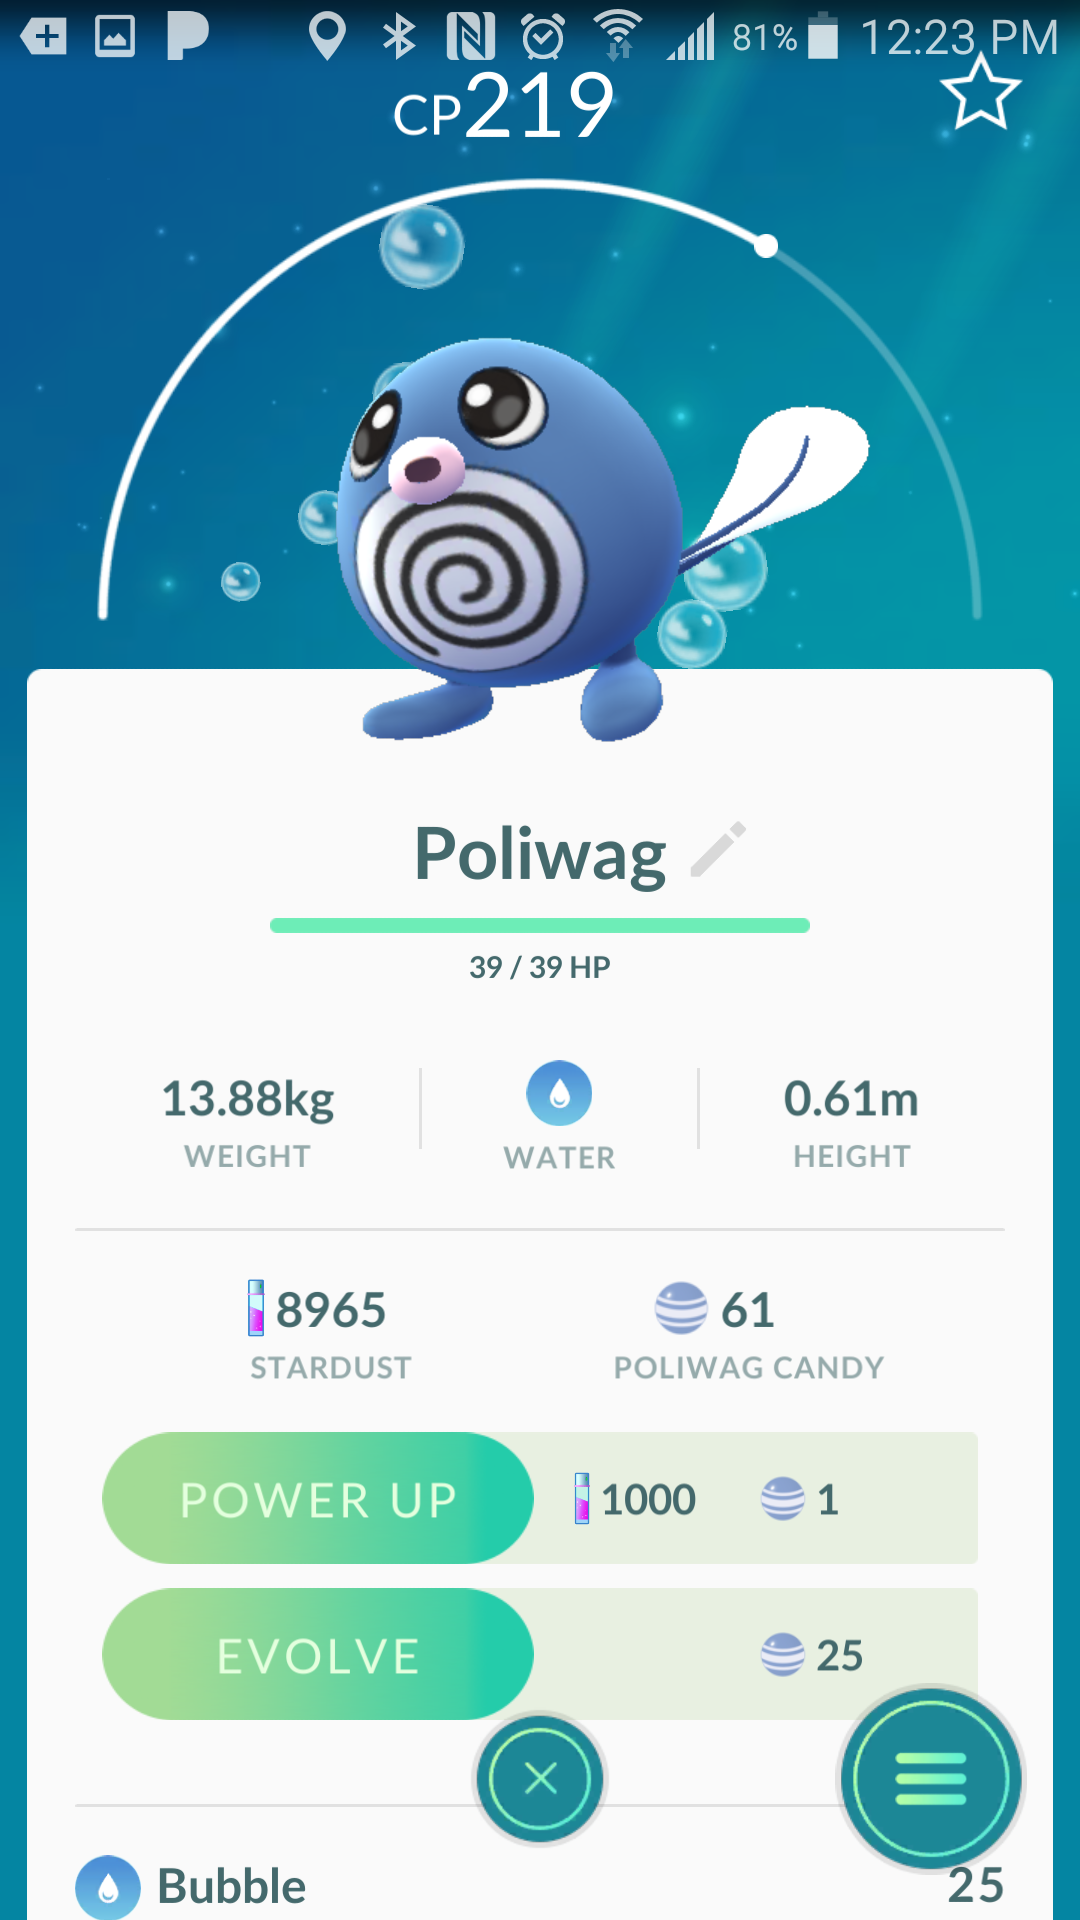 81% 12:23 PM
CP219
Poliwag
39 / 39 HP
13.88kg
WEIGHT
WATER
0.61m
HEIGHT
8965
STARDUST
61
POLIWAG CANDY
POWER UP 1000 1
EVOLVE 25
Bubble 25